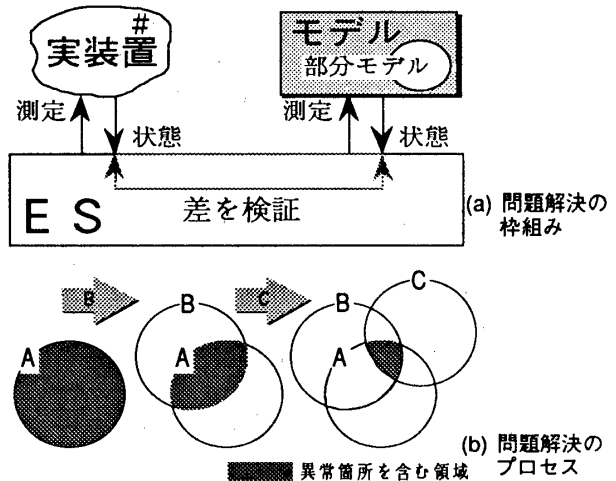 #
実装置
モデル
部分モデル
測定
状態
測定
状態
差を検証
ES
(a) 問題解決の
枠組み
B
C
A
B
A
B
C
A
(b) 問題解決の
プロセス
異常箇所を含む領域